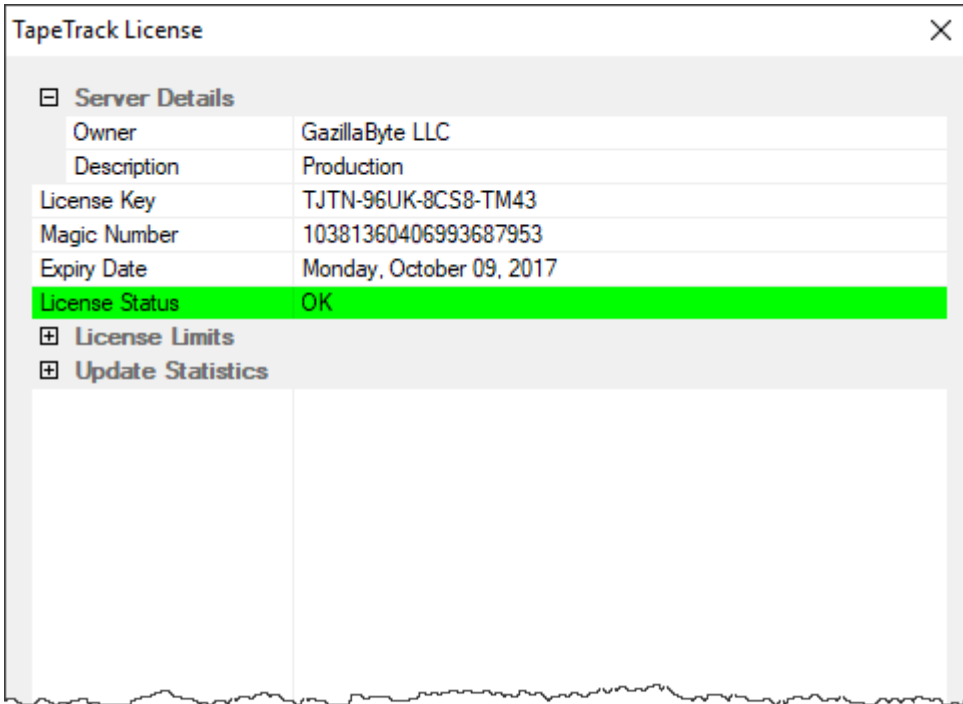 TapeTrack License
Server Details
Owner GazillaByte LLC
Description Production
License Key TJTN-96UK-8CS8-TM43
Magic Number 10381360406993687953
Expiry Date Monday, October 09, 2017
License Status OK
License Limits
Update Statistics